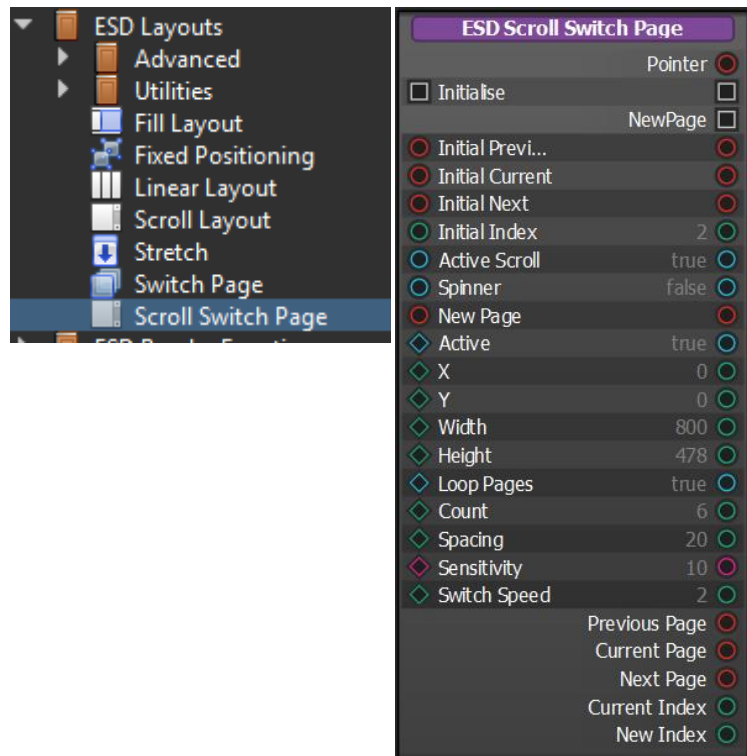 ESD Layouts
Advanced
Utilities
Fill Layout
Fixed Positioning
Linear Layout
Scroll Layout
Stretch
Switch Page
Scroll Switch Page
ESD Scroll Switch Page
Pointer
Initialise
NewPage
Initial Previ...
Initial Current
Initial Next
Initial Index 2
Active Scroll true
Spinner false
New Page
Active true
X 0
Y 0
Width 800
Height 478
Loop Pages true
Count 6
Spacing 20
Sensitivity 10
Switch Speed 2
Previous Page
Current Page
Next Page
Current Index
New Index